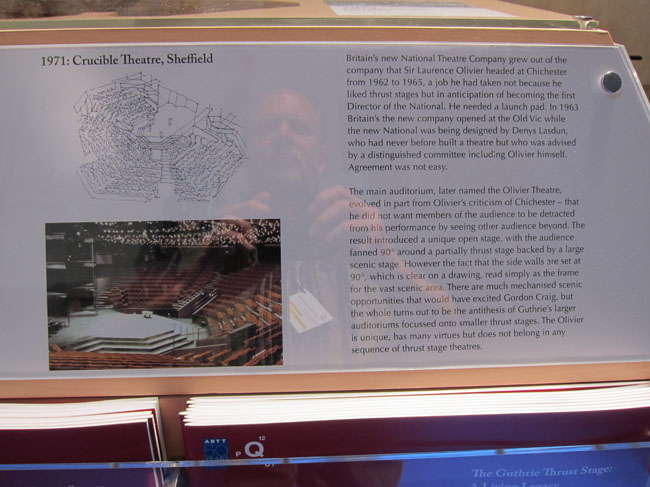 1971: Crucible Theatre, Sheffield
Britain's new National Theatre Company grew out of the
company that Sir Laurence Olivier headed at Chichester
from 1962 to 1965, a job he had taken not because he
liked thrust stages but in anticipation of becoming the first
Director of the National. He needed a launch pad. In 1963
Britain's the new company opened at the Old Vic while
the new National was being designed by Denys Lasdun,
who had never before built a theatre but who was advised
by a distinguished committee including Olivier himself.
Agreement was not easy.
The main auditorium, later named the Olivier Theatre,
evolved in part from Olivier's criticism of Chichester – that
he did not want members of the audience to be detracted
from his performance by seeing other audience beyond. The
result introduced a unique open stage, with the audience
fanned 90° around a partially thrust stage backed by a large
scenic stage. However the fact that the side walls are set at
90°, which is clear on a drawing, read simply as the frame
for the vast scenic area. There are much mechanised scenic
opportunities that would have excited Gordon Craig, but
the whole turns out to be the antithesis of Guthrie's larger
auditoriums focussed onto smaller thrust stages. The Olivier
is unique, has many virtues but does not belong in any
sequence of thrust stage theatres.
ABTT
50
YEARS
P Q 12
The Guthrie Thrust Stage:
A Living Legacy